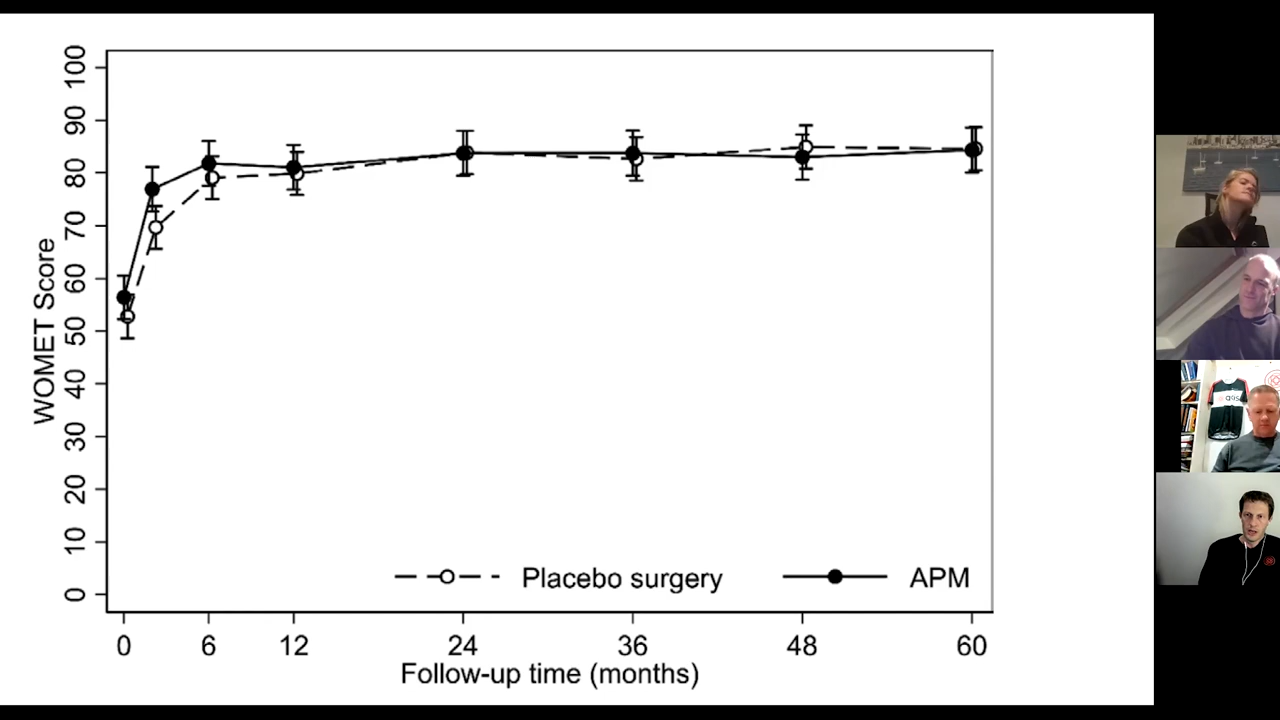 100
90
80
70
60
50
40
30
20
10
0
WOMET Score
Placebo surgery
APM
0 6 12 24 36 48 60
Follow-up time (months)